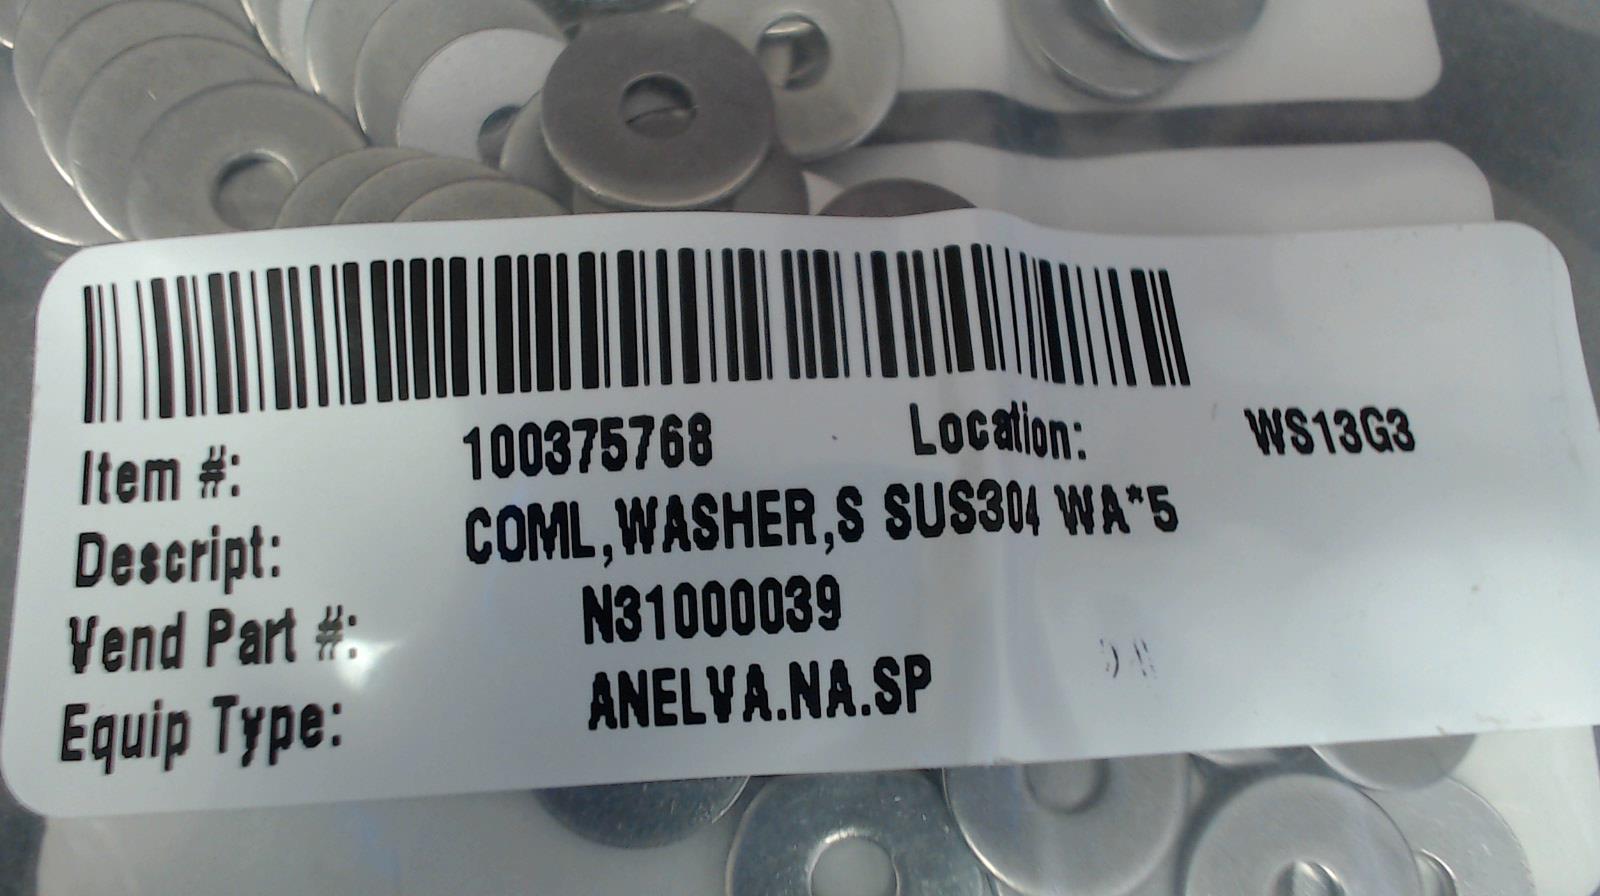 Item #: 100375768 Location: WS13G3
Descript: COML,WASHER,S SUS304 WA*5
Vend Part #: N31000039
Equip Type: ANELVA.NA.SP